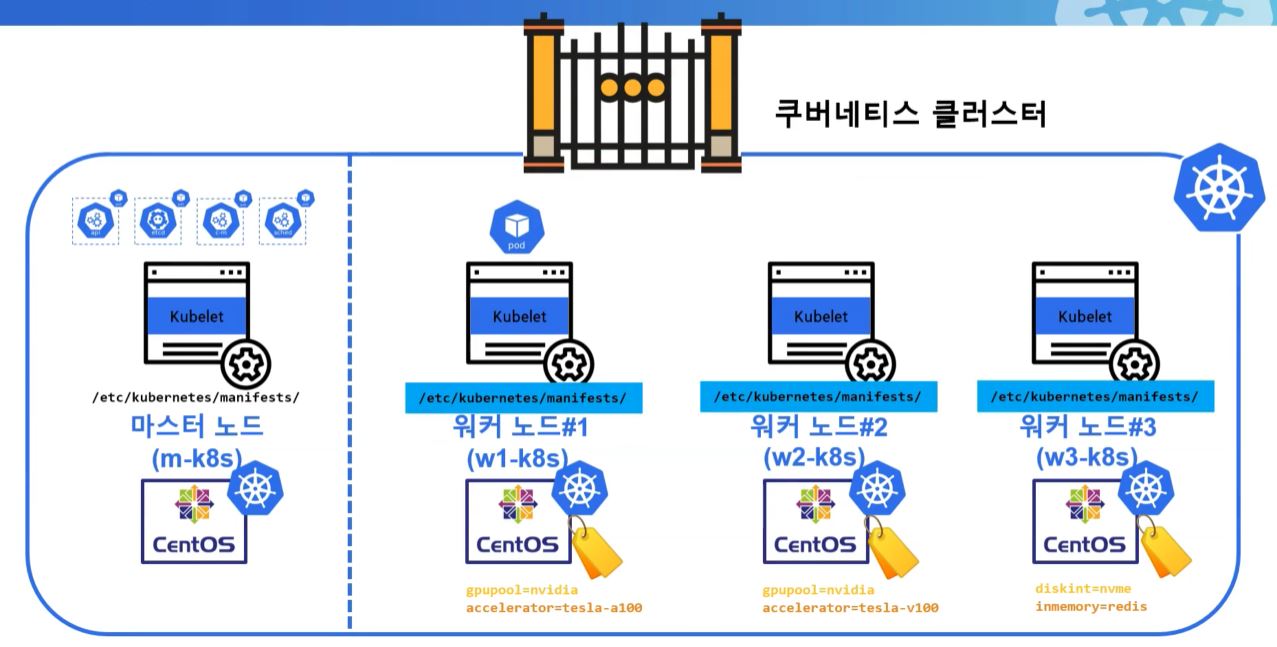 쿠버네티스 클러스터
api
etcd
c-m
sched
pod
Kubelet
Kubelet
Kubelet
Kubelet
/etc/kubernetes/manifests/
/etc/kubernetes/manifests/
/etc/kubernetes/manifests/
/etc/kubernetes/manifests/
마스터 노드
(m-k8s)
워커 노드#1
(w1-k8s)
워커 노드#2
(w2-k8s)
워커 노드#3
(w3-k8s)
CentOS
CentOS
CentOS
CentOS
gpupool=nvidia
accelerator=tesla-a100
gpupool=nvidia
accelerator=tesla-v100
diskint=nvme
inmemory=redis